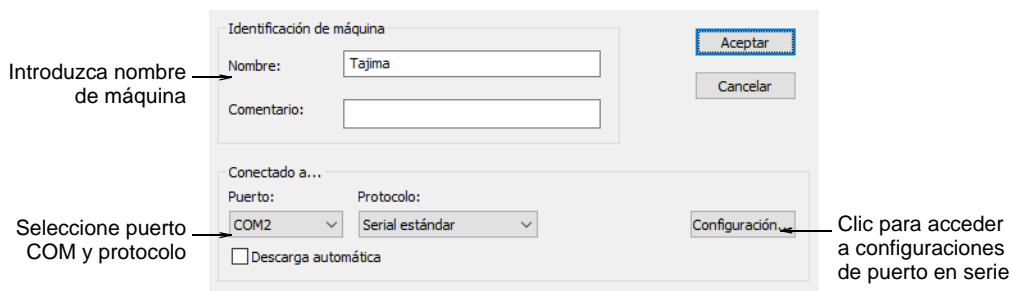 Identificación de máquina
Aceptar
Introduzca nombre
de máquina
Nombre:
Tajima
Cancelar
Comentario:
Conectado a...
Puerto:
Protocolo:
Seleccione puerto
COM y protocolo
COM2
Serial estándar
Configuración...
Clic para acceder
a configuraciones
de puerto en serie
Descarga automática